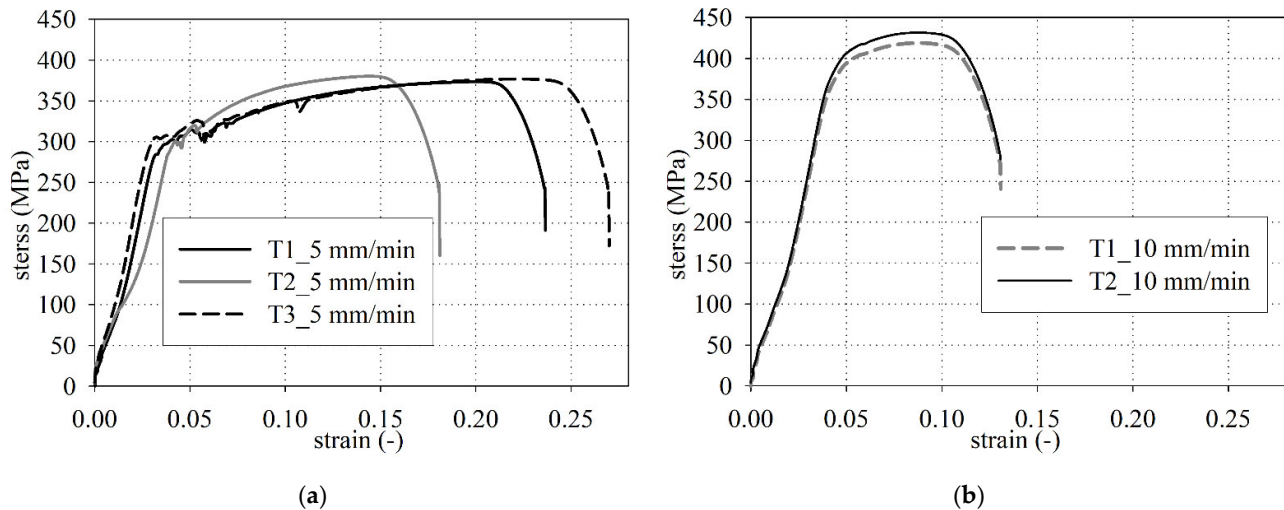 450
400
350
300
250
200
150
100
50
0
sterss (MPa)
T1_5 mm/min
T2_5 mm/min
T3_5 mm/min
0.00 0.05 0.10 0.15 0.20 0.25
strain (-)
(a)
450
400
350
300
250
200
150
100
50
0
sterss (MPa)
T1_10 mm/min
T2_10 mm/min
0.00 0.05 0.10 0.15 0.20 0.25
strain (-)
(b)